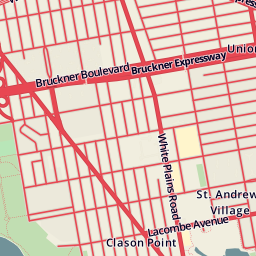 Union
Bruckner Boulevard
Bruckner Expressway
White Plains Road
St. Andrew
Village
Lacombe Avenue
Clason Point